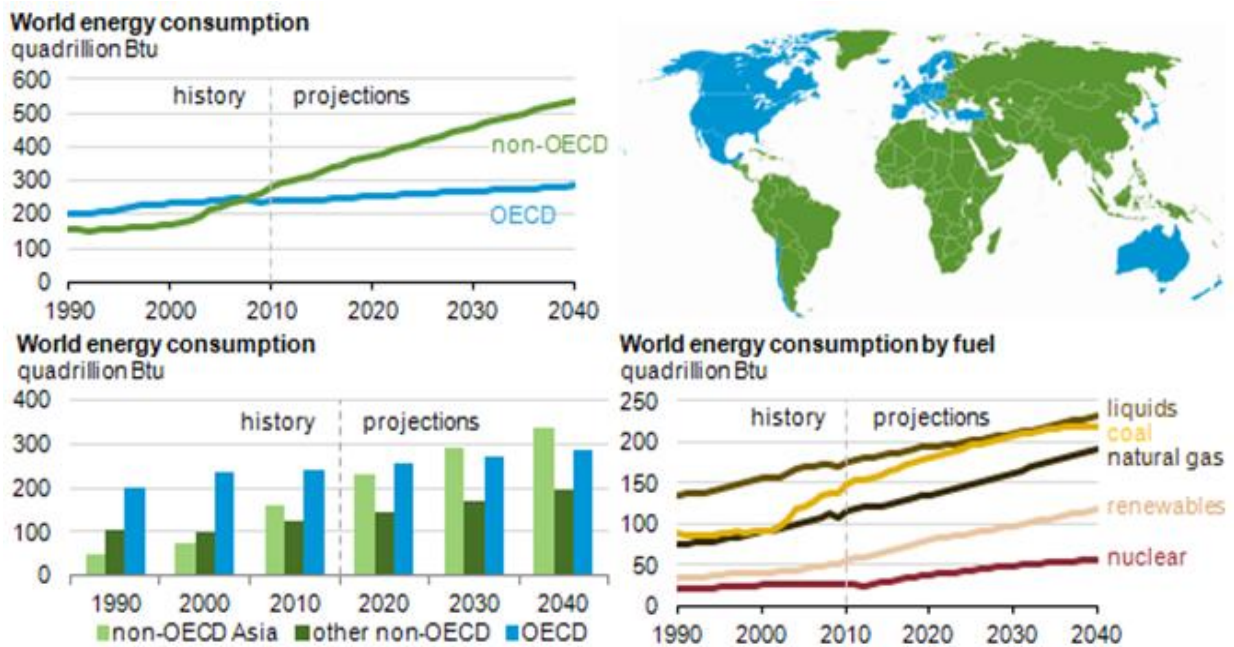 World energy consumption
quadrillion Btu
600
500
400
300
200
100
0
history
projections
non-OECD
OECD
1990 2000 2010 2020 2030 2040
World energy consumption
quadrillion Btu
400
300
200
100
0
history
projections
1990 2000 2010 2020 2030 2040
non-OECD Asia other non-OECD OECD
World energy consumption by fuel
quadrillion Btu
250
200
150
100
50
0
history
projections
liquids
coal
natural gas
renewables
nuclear
1990 2000 2010 2020 2030 2040